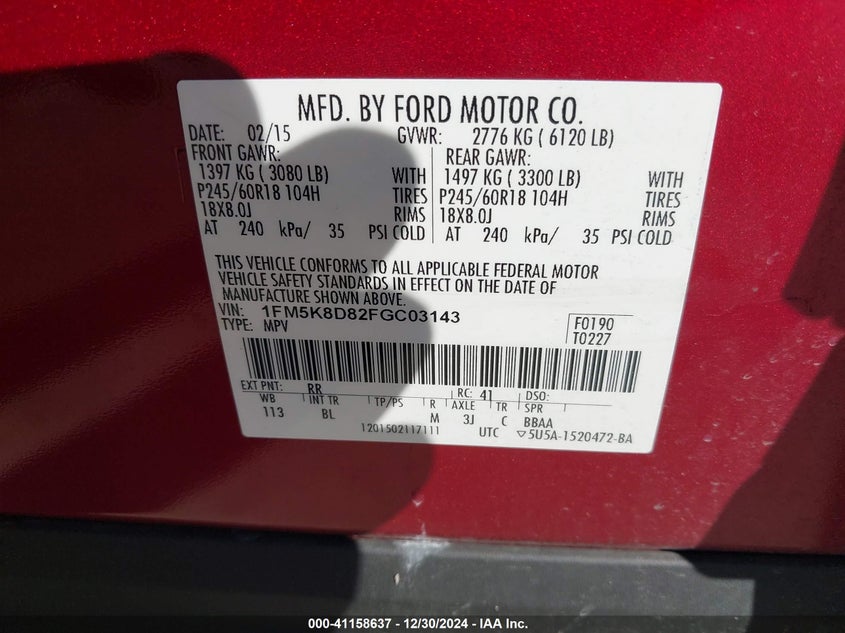 MFD. BY FORD MOTOR CO.
DATE: 02/15 GVWR: 2776 KG ( 6120 LB)
FRONT GAWR: REAR GAWR:
1397 KG ( 3080 LB) WITH 1497 KG ( 3300 LB) WITH
P245/60R18 104H TIRES P245/60R18 104H TIRES
18X8.0J RIMS 18X8.0J RIMS
AT 240 kPa/ 35 PSI COLD AT 240 kPa/ 35 PSI COLD
THIS VEHICLE CONFORMS TO ALL APPLICABLE FEDERAL MOTOR
VEHICLE SAFETY STANDARDS IN EFFECT ON THE DATE OF
MANUFACTURE SHOWN ABOVE.
VIN: 1FM5K8D82FGC03143
TYPE: MPV
F0190
T0227
EXT PNT: RR RC: 41 DSO:
WB INT TR TP/PS R AXLE TR SPR
113 BL M 3J C BBAA
1201502117111 UTC ▽5U5A-1520472-BA
000-41158637 - 12/30/2024 - IAA Inc.